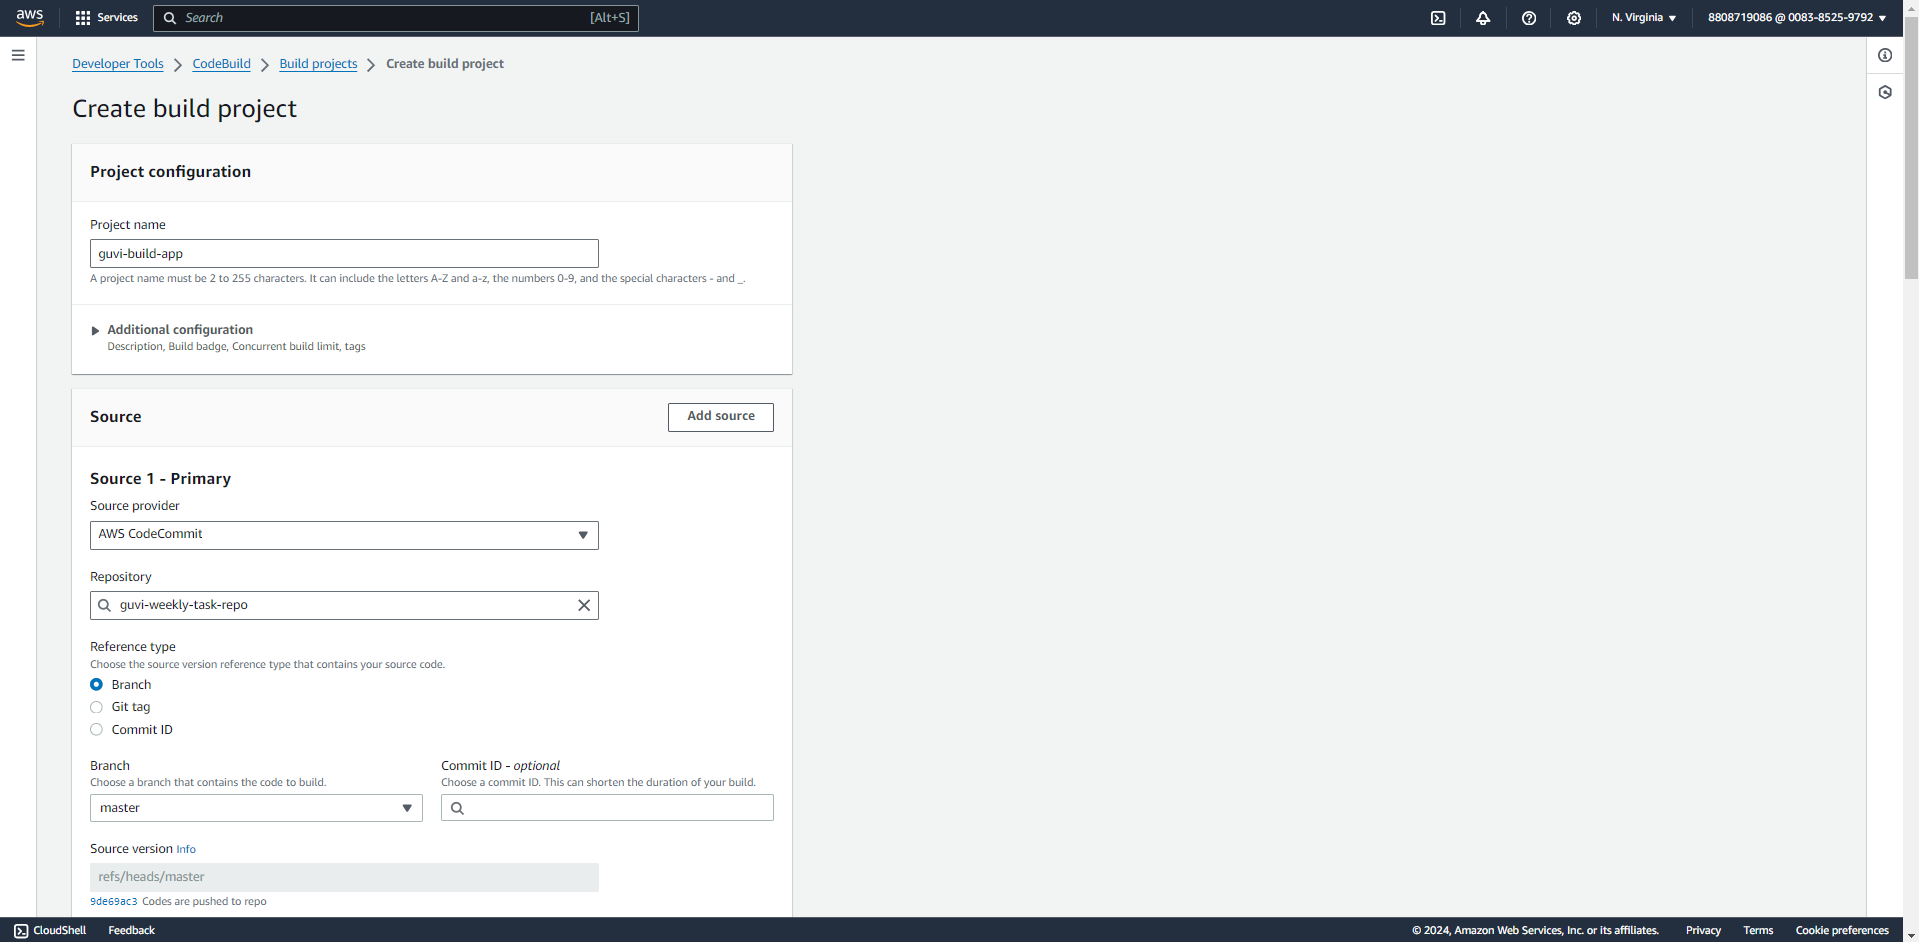 aws
Services
Search
[Alt+S]
N. Virginia
8808719086 @ 0083-8525-9792
Developer Tools
CodeBuild
Build projects
Create build project
Create build project
Project configuration
Project name
guvi-build-app
A project name must be 2 to 255 characters. It can include the letters A-Z and a-z, the numbers 0-9, and the special characters - and _.
Additional configuration
Description, Build badge, Concurrent build limit, tags
Source
Add source
Source 1 - Primary
Source provider
AWS CodeCommit
Repository
guvi-weekly-task-repo
Reference type
Choose the source version reference type that contains your source code.
Branch
Git tag
Commit ID
Branch
Choose a branch that contains the code to build.
master
Commit ID - optional
Choose a commit ID. This can shorten the duration of your build.
Source version Info
refs/heads/master
9de69ac3 Codes are pushed to repo
CloudShell
Feedback
© 2024, Amazon Web Services, Inc. or its affiliates.
Privacy
Terms
Cookie preferences